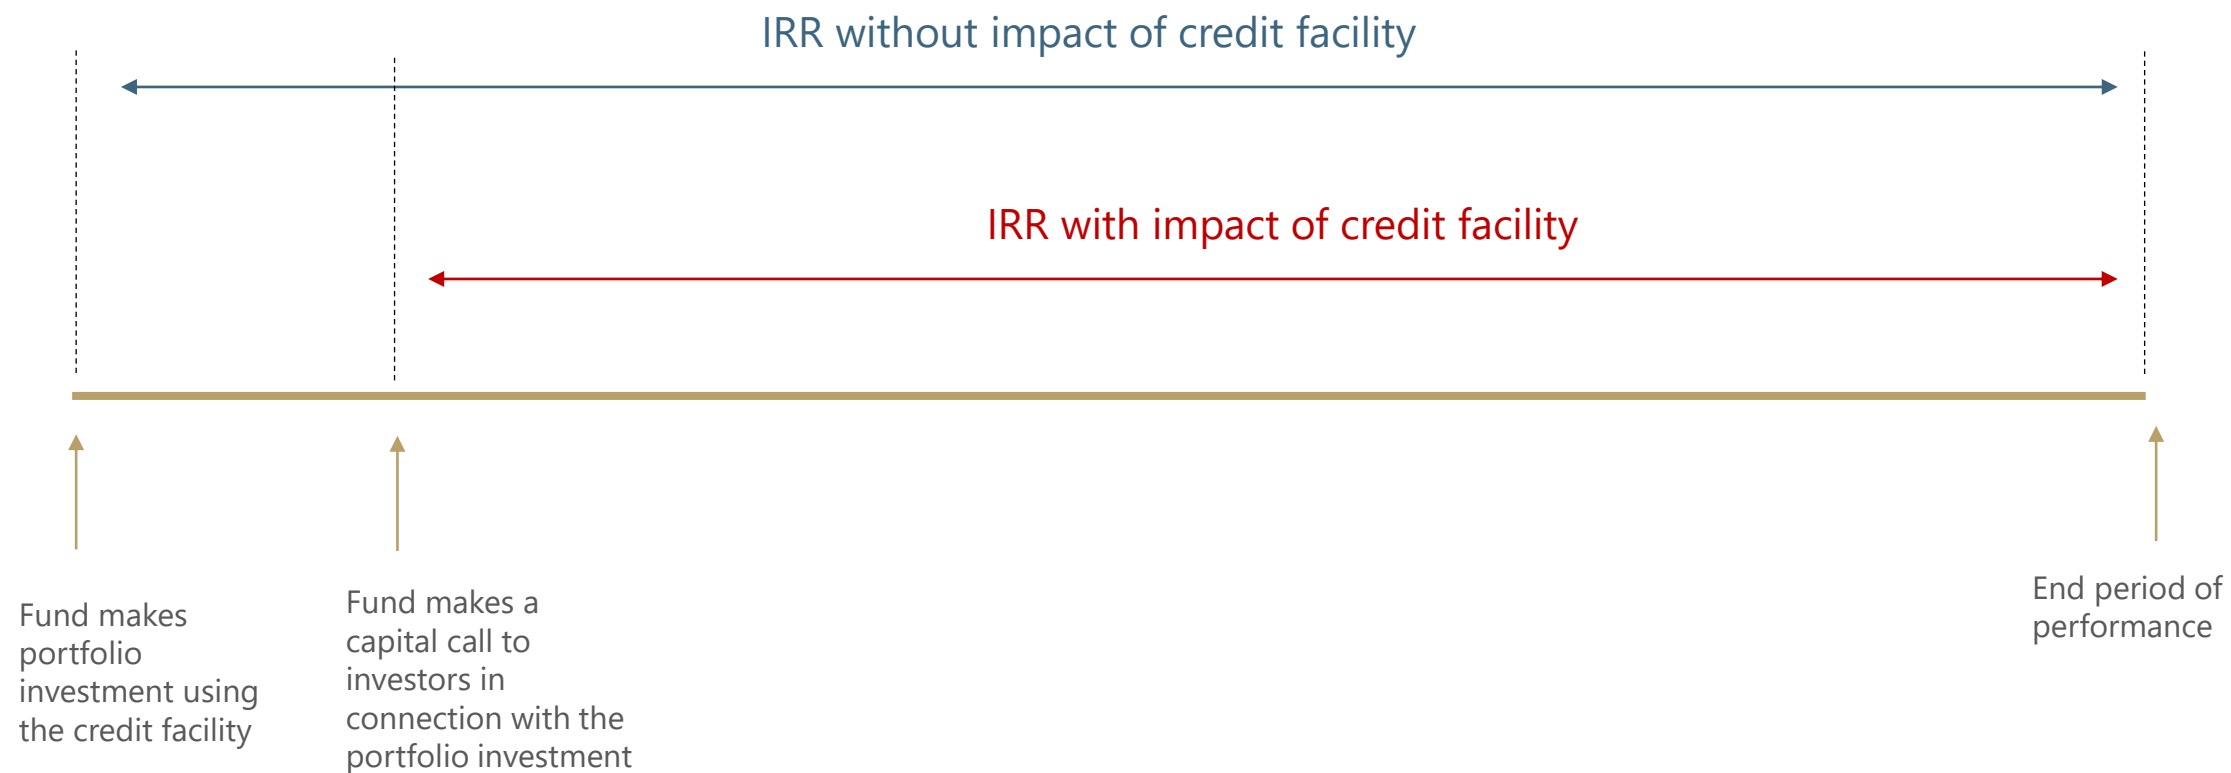 IRR without impact of credit facility
IRR with impact of credit facility
Fund makes
portfolio
investment using
the credit facility
Fund makes a
capital call to
investors in
connection with the
portfolio investment
End period of
performance